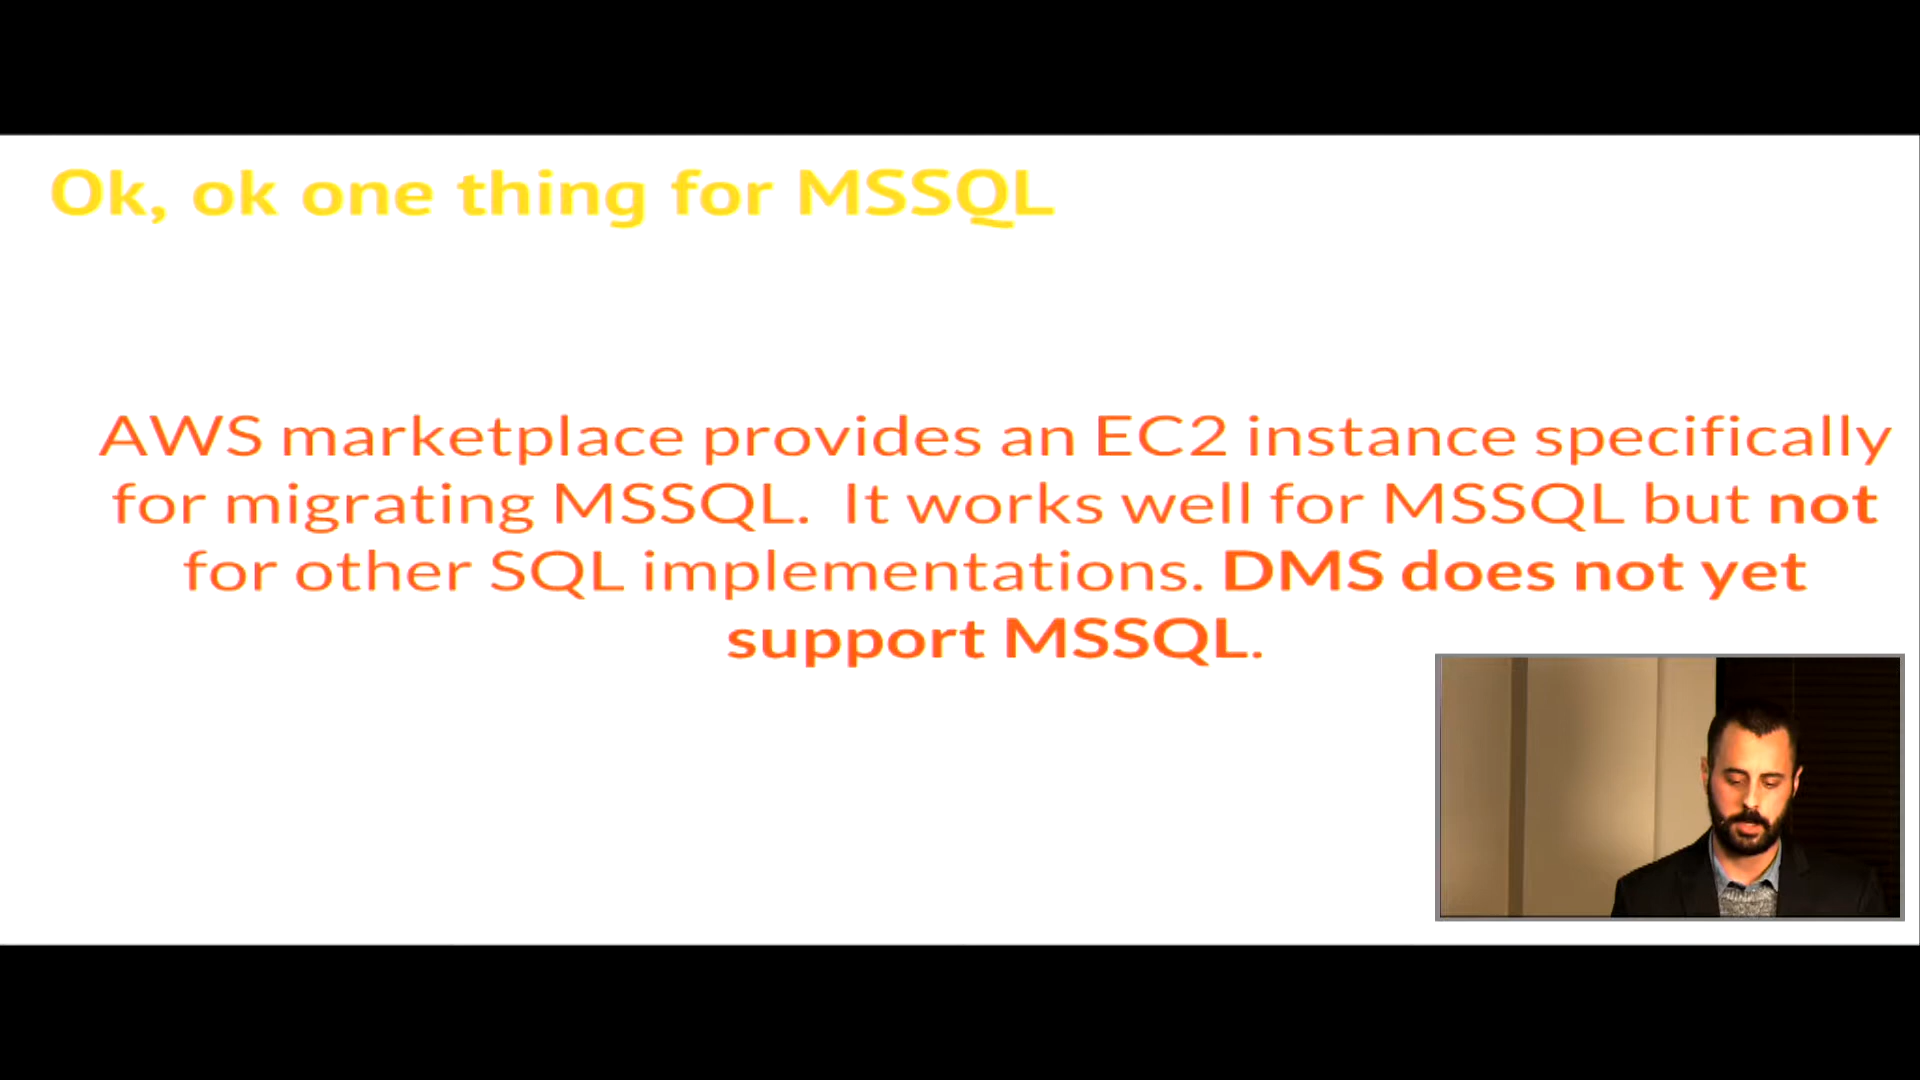 Ok, ok one thing for MSSQL
AWS marketplace provides an EC2 instance specifically
for migrating MSSQL.  It works well for MSSQL but not
for other SQL implementations. DMS does not yet
support MSSQL.